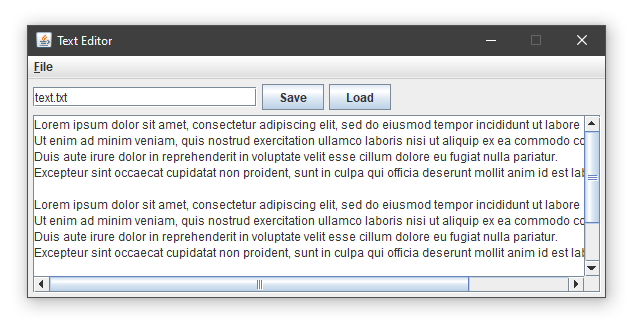 Text Editor
File
text.txt Save Load
Lorem ipsum dolor sit amet, consectetur adipiscing elit, sed do eiusmod tempor incididunt ut labore
Ut enim ad minim veniam, quis nostrud exercitation ullamco laboris nisi ut aliquip ex ea commodo
Duis aute irure dolor in reprehenderit in voluptate velit esse cillum dolore eu fugiat nulla pariatur.
Excepteur sint occaecat cupidatat non proident, sunt in culpa qui officia deserunt mollit anim id est
Lorem ipsum dolor sit amet, consectetur adipiscing elit, sed do eiusmod tempor incididunt ut labore
Ut enim ad minim veniam, quis nostrud exercitation ullamco laboris nisi ut aliquip ex ea commodo
Duis aute irure dolor in reprehenderit in voluptate velit esse cillum dolore eu fugiat nulla pariatur.
Excepteur sint occaecat cupidatat non proident, sunt in culpa qui officia deserunt mollit anim id est